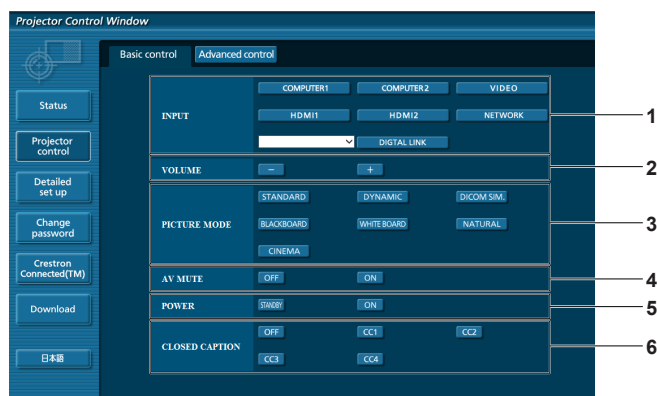 Projector Control Window
Basic control Advanced control
Status
Projector
control
Detailed
set up
Change
password
Crestron
Connected(TM)
Download
日本語
INPUT
COMPUTER1 COMPUTER2 VIDEO
HDMI1 HDMI2 NETWORK
DIGTAL LINK
1
VOLUME - +
2
PICTURE MODE
STANDARD DYNAMIC DICOM SIM.
BLACKBOARD WHITE BOARD NATURAL
CINEMA
3
AV MUTE OFF ON
4
POWER STANDBY ON
5
CLOSED CAPTION
OFF CC1 CC2
CC3 CC4
6